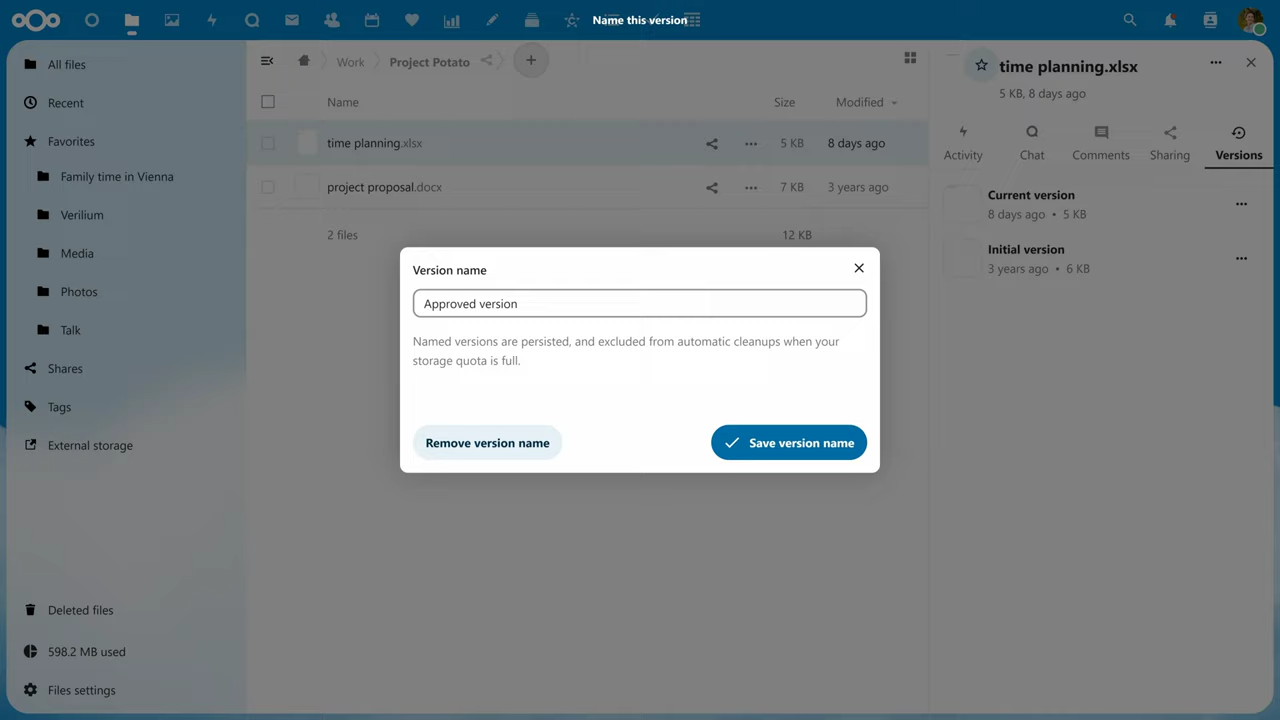 Name this version
All files
Recent
Favorites
Family time in Vienna
Verilium
Media
Photos
Talk
Shares
Tags
External storage
Deleted files
598.2 MB used
Files settings
Work
Project Potato
Name
Size
Modified
time planning.xlsx
5 KB
8 days ago
project proposal.docx
7 KB
3 years ago
2 files
12 KB
Version name
Approved version
Named versions are persisted, and excluded from automatic cleanups when your
storage quota is full.
Remove version name
Save version name
time planning.xlsx
5 KB, 8 days ago
Activity
Chat
Comments
Sharing
Versions
Current version
8 days ago • 5 KB
Initial version
3 years ago • 6 KB